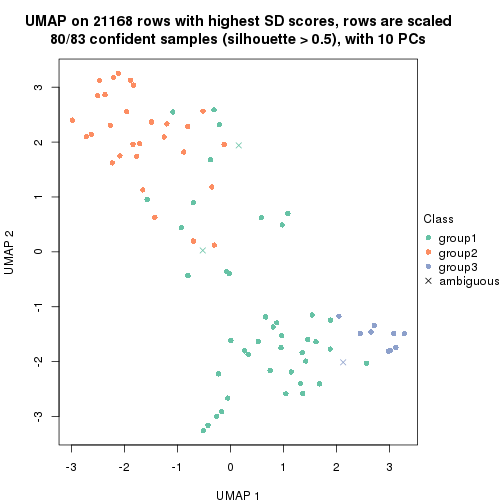 UMAP on 21168 rows with highest SD scores, rows are scaled
80/83 confident samples (silhouette > 0.5), with 10 PCs
3
2
1
0
-1
-2
-3
UMAP 2
-3
-2
-1
0
1
2
3
UMAP 1
Class
group1
group2
group3
ambiguous